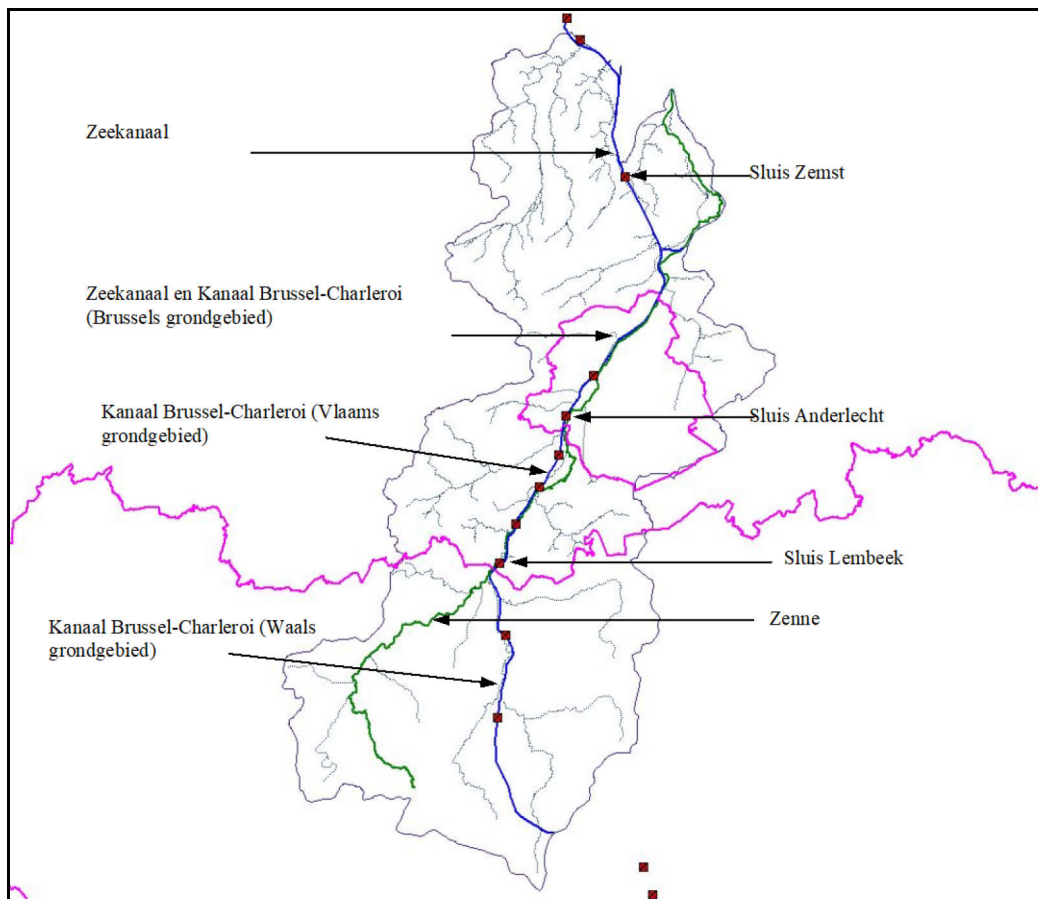 Zeekanaal
Sluis Zemst
Zeekanaal en Kanaal Brussel-Charleroi
(Brussels grondgebied)
Kanaal Brussel-Charleroi (Vlaams
grondgebied)
Sluis Anderlecht
Sluis Lembeek
Zenne
Kanaal Brussel-Charleroi (Waals
grondgebied)